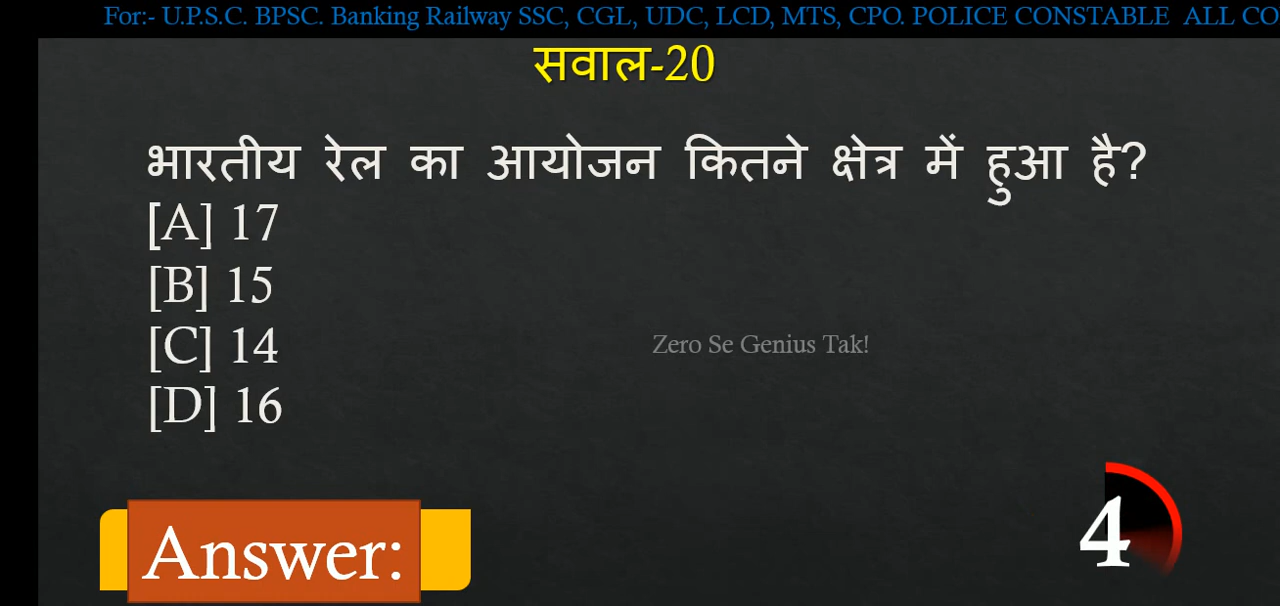 For:- U.P.S.C. BPSC. Banking Railway SSC, CGL, UDC, LCD, MTS, CPO. POLICE CONSTABLE ALL CO
सवाल-20
भारतीय रेल का आयोजन कितने क्षेत्र में हुआ है?
[A] 17
[B] 15
[C] 14
Zero Se Genius Tak!
[D] 16
Answer:
4